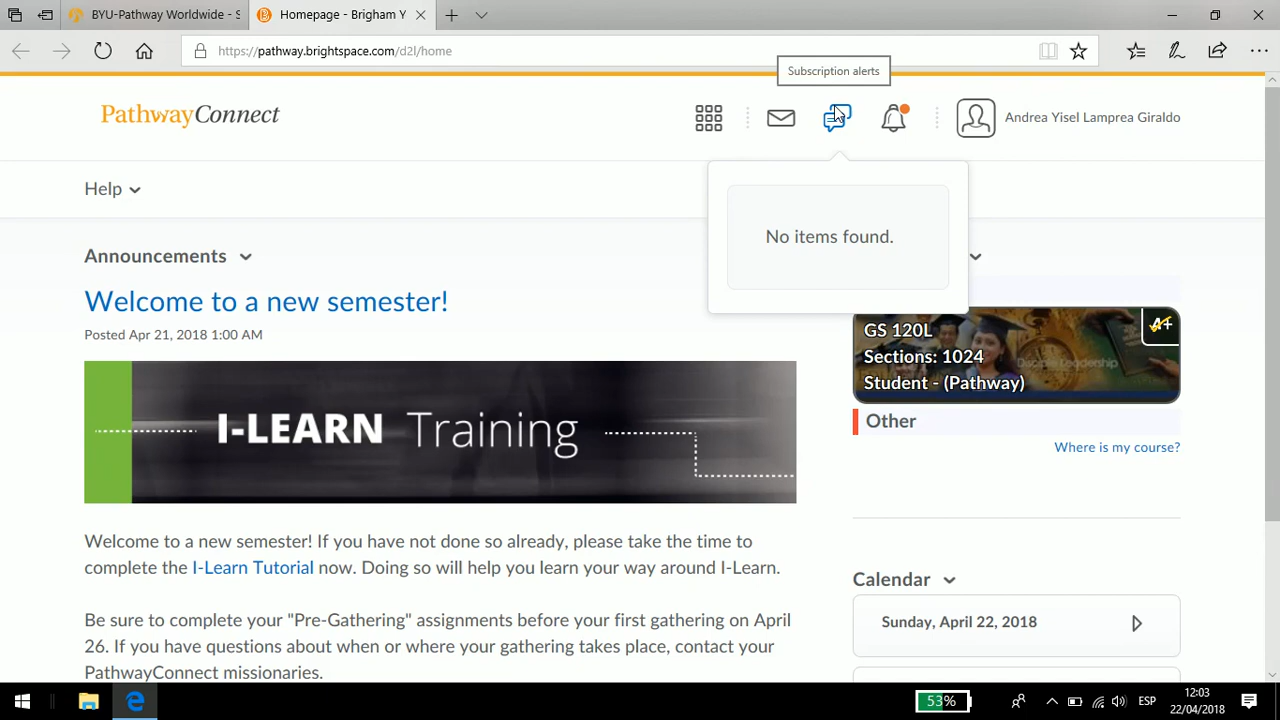 BYU-Pathway Worldwide - S
Homepage - Brigham Y
https://pathway.brightspace.com/d2l/home
Subscription alerts
PathwayConnect
Andrea Yisel Lamprea Giraldo
Help
No items found.
Announcements
Welcome to a new semester!
Posted Apr 21, 2018 1:00 AM
I-LEARN Training
Welcome to a new semester! If you have not done so already, please take the time to
complete the I-Learn Tutorial now. Doing so will help you learn your way around I-Learn.
Be sure to complete your "Pre-Gathering" assignments before your first gathering on April
26. If you have questions about when or where your gathering takes place, contact your
PathwayConnect missionaries.
GS 120L
Sections: 1024
Student - (Pathway)
A+
Other
Where is my course?
Calendar
Sunday, April 22, 2018
53%
ESP
12:03
22/04/2018